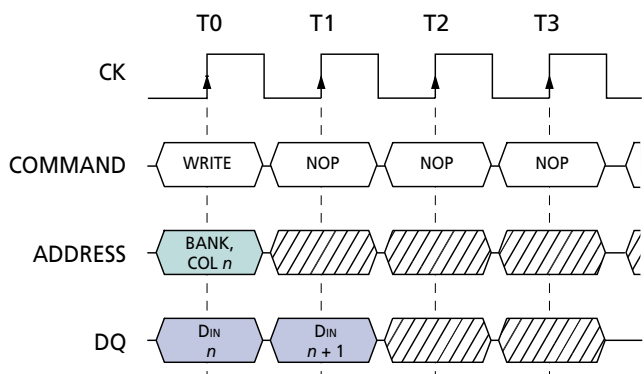 T0 T1 T2 T3
CK
COMMAND WRITE NOP NOP NOP
ADDRESS BANK,
COL n
DQ DIN DIN
n n + 1